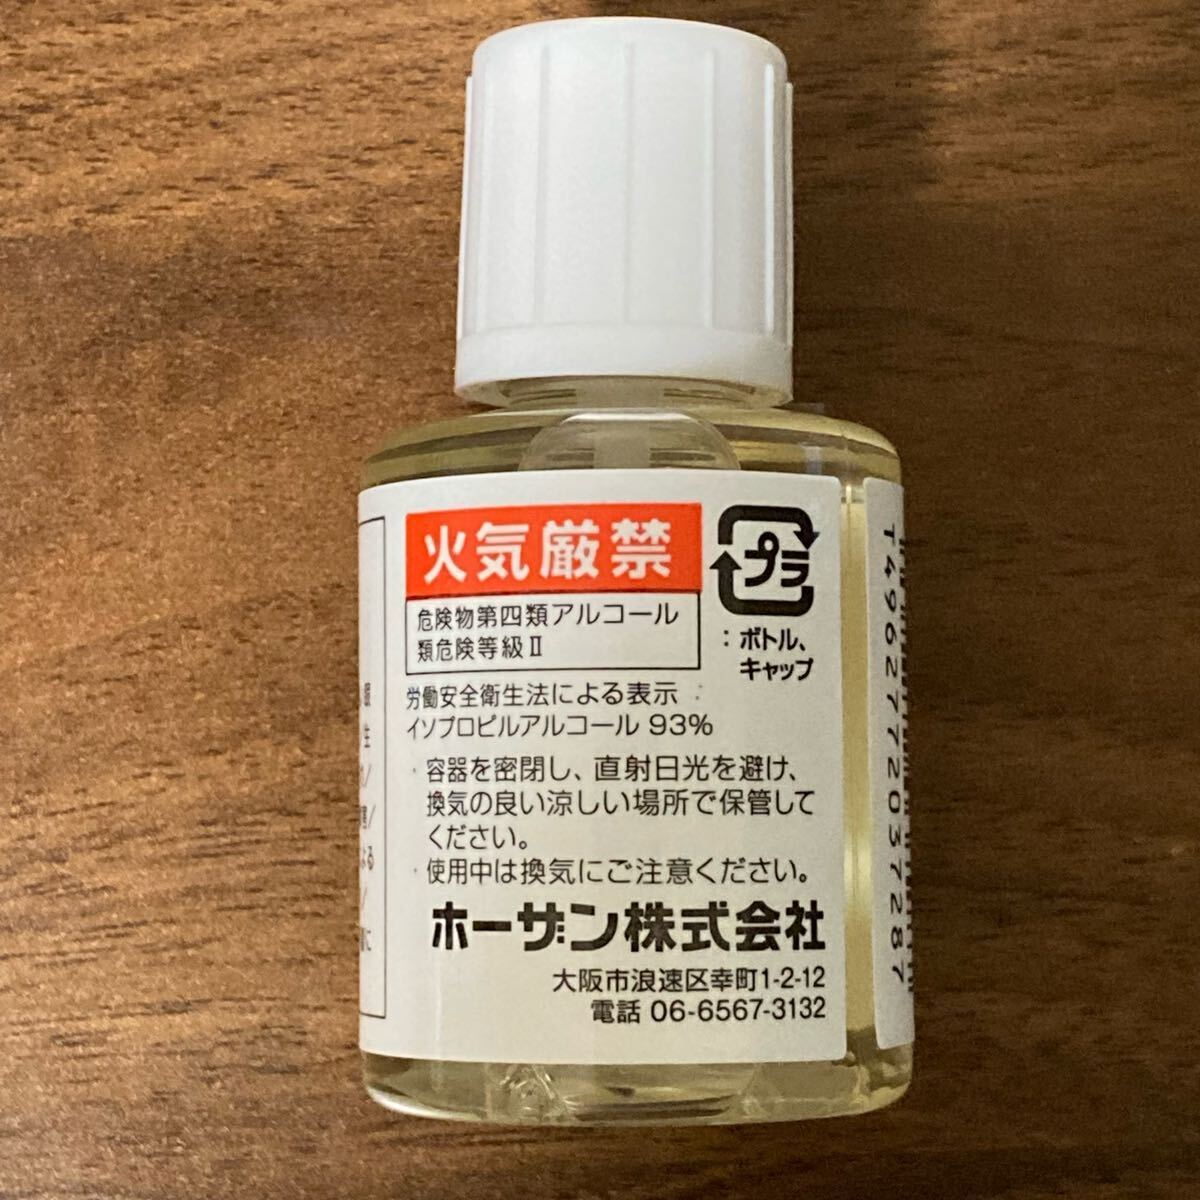 火気厳禁
危険物第四類アルコール
類危険等級Ⅱ
プラ
:ボトル、
キャップ
労働安全衛生法による表示
イソプロピルアルコール 93%
・容器を密閉し、直射日光を避け、
換気の良い涼しい場所で保管して
ください。
・使用中は換気にご注意ください。
ホーザン株式会社
大阪市浪速区幸町1-2-12
電話 06-6567-3132
T4962772037287
生
による
に